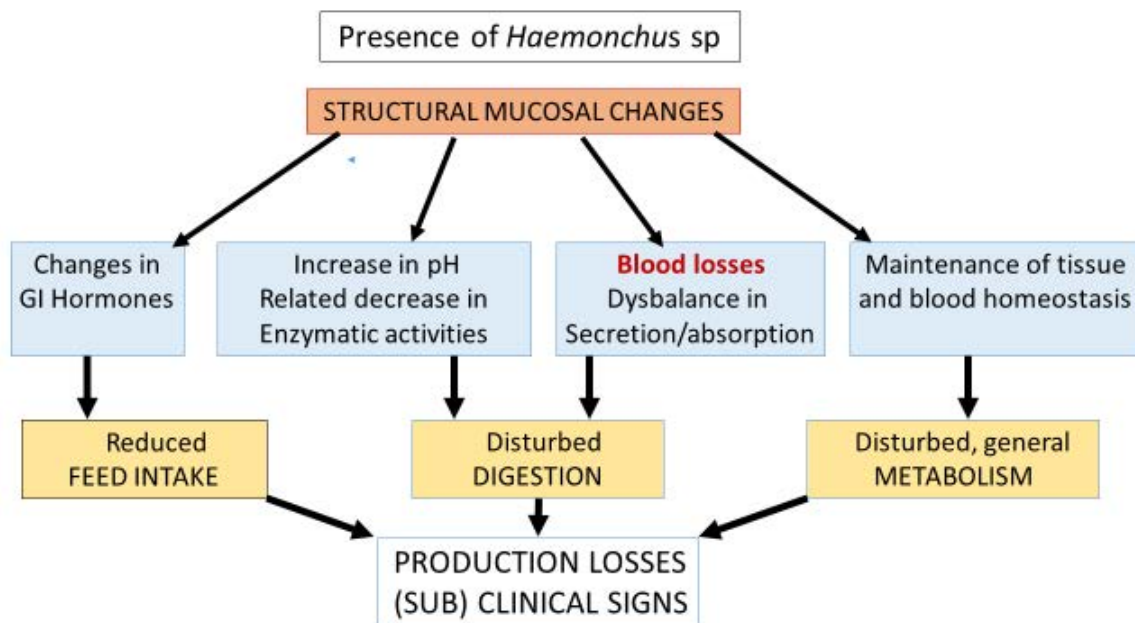 Presence of Haemonchus sp
STRUCTURAL MUCOSAL CHANGES
Changes in
GI Hormones
Increase in pH
Related decrease in
Enzymatic activities
Blood losses
Dysbalance in
Secretion/absorption
Maintenance of tissue
and blood homeostasis
Reduced
FEED INTAKE
Disturbed
DIGESTION
Disturbed, general
METABOLISM
PRODUCTION LOSSES
(SUB) CLINICAL SIGNS